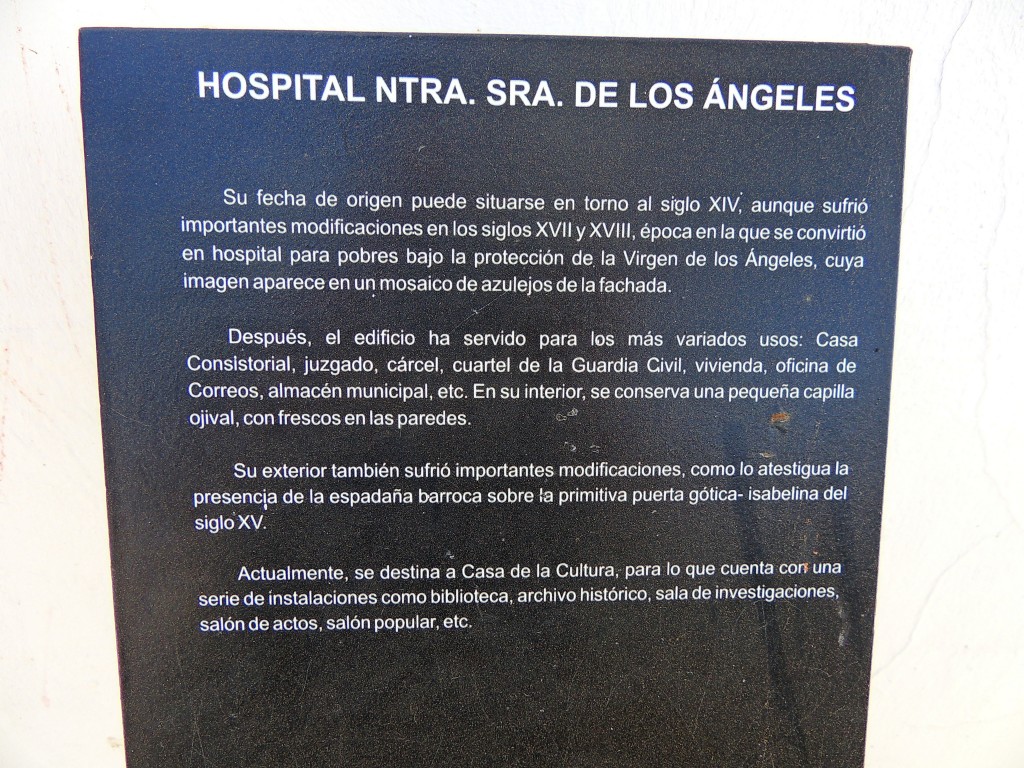 HOSPITAL NTRA. SRA. DE LOS ÁNGELES
Su fecha de origen puede situarse en torno al siglo XIV, aunque sufrió
importantes modificaciones en los siglos XVII y XVIII, época en la que se convirtió
en hospital para pobres bajo la protección de la Virgen de los Ángeles, cuya
imagen aparece en un mosaico de azulejos de la fachada.
Después, el edificio ha servido para los más variados usos: Casa
Consistorial, juzgado, cárcel, cuartel de la Guardia Civil, vivienda, oficina de
Correos, almacén municipal, etc. En su interior, se conserva una pequeña capilla
ojival, con frescos en las paredes.
Su exterior también sufrió importantes modificaciones, como lo atestigua la
presencia de la espadaña barroca sobre la primitiva puerta gótica- isabelina del
siglo XV.
Actualmente, se destina a Casa de la Cultura, para lo que cuenta con una
serie de instalaciones como biblioteca, archivo histórico, sala de investigaciones,
salón de actos, salón popular, etc.